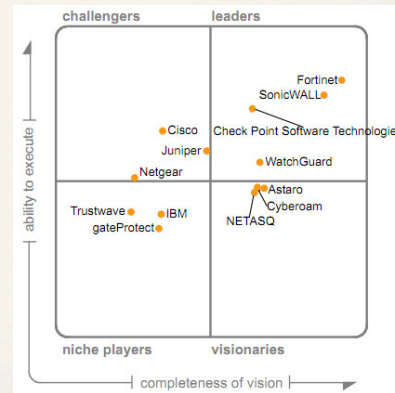 challengers
leaders
Fortinet
SonicWALL
Check Point Software Technologie
Cisco
Juniper
WatchGuard
Netgear
Astaro
Cyberoam
NETASQ
Trustwave
IBM
gateProtect
niche players
visionaries
ability to execute
completeness of vision